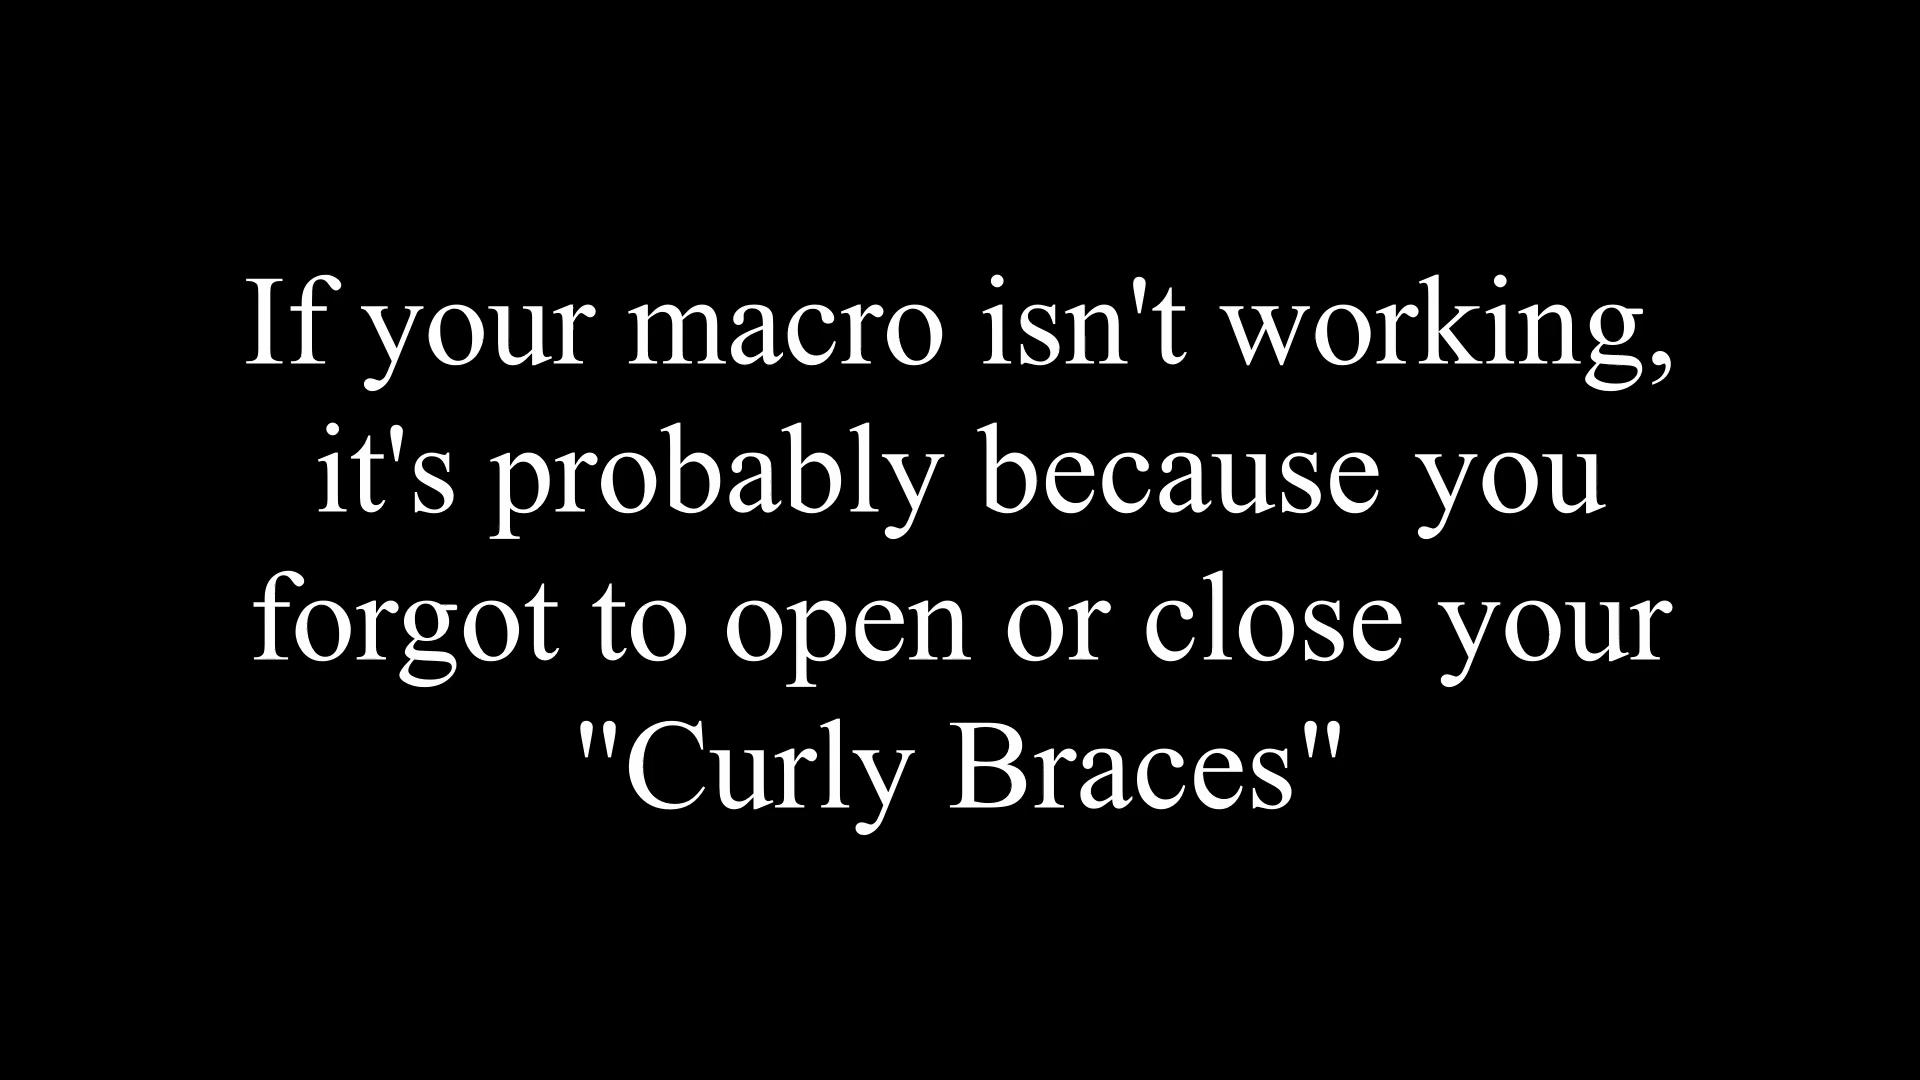 If your macro isn't working,
it's probably because you
forgot to open or close your
"Curly Braces"